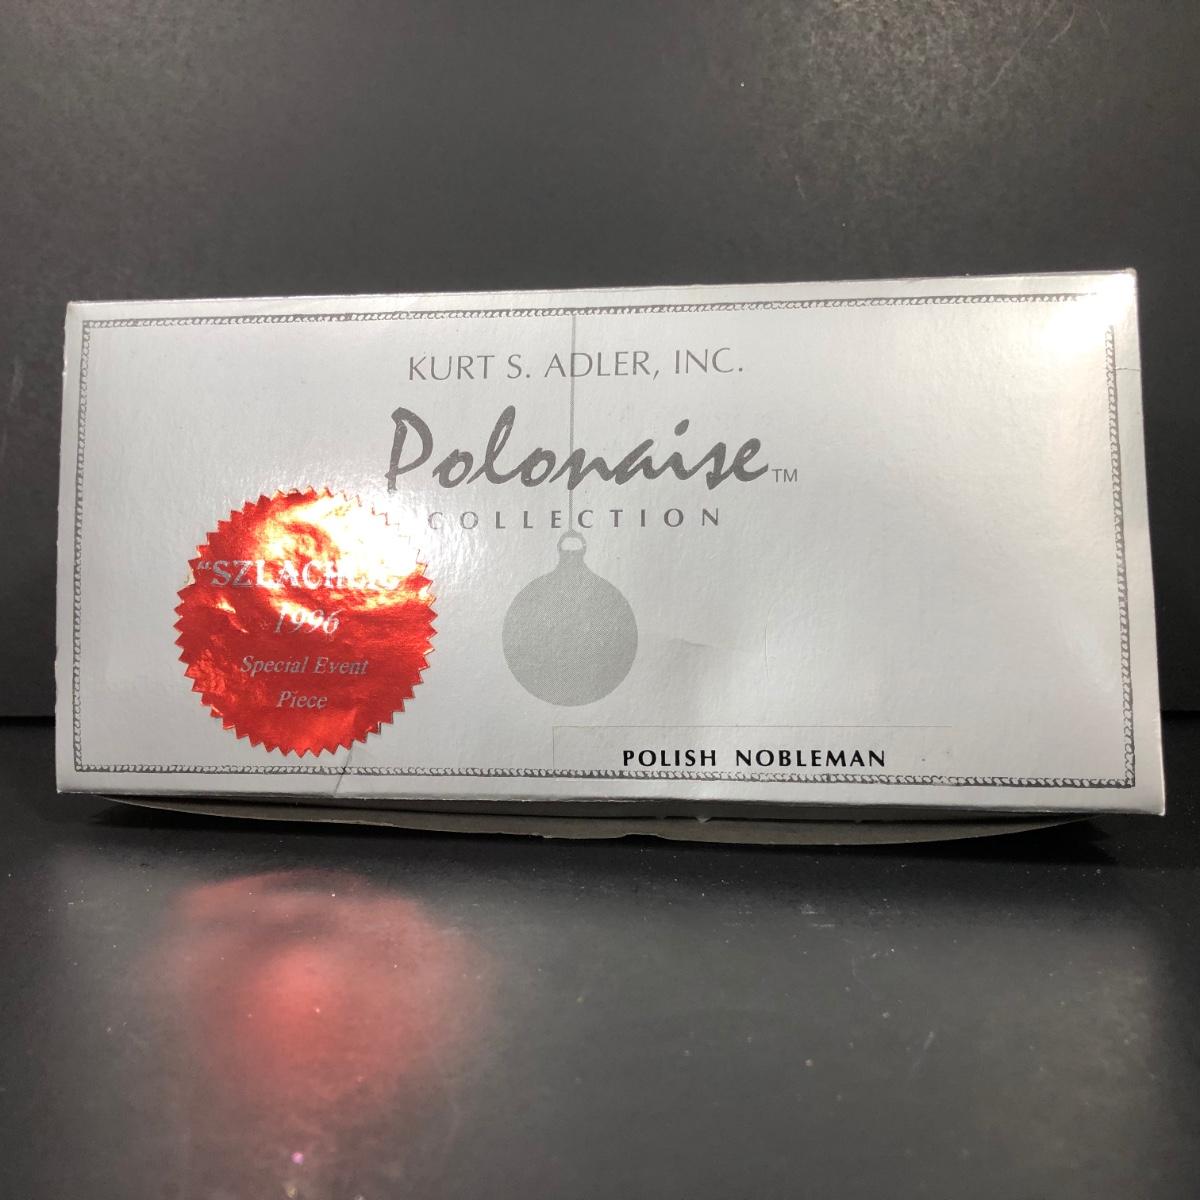 KURT S. ADLER, INC.
Polonaise™
COLLECTION
1996
Special Event
Piece
POLISH NOBLEMAN